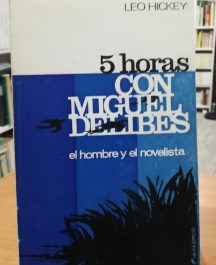 LEO HICKEY
5 horas
CON
MIGUEL
DELIBES
el hombre y el novelista